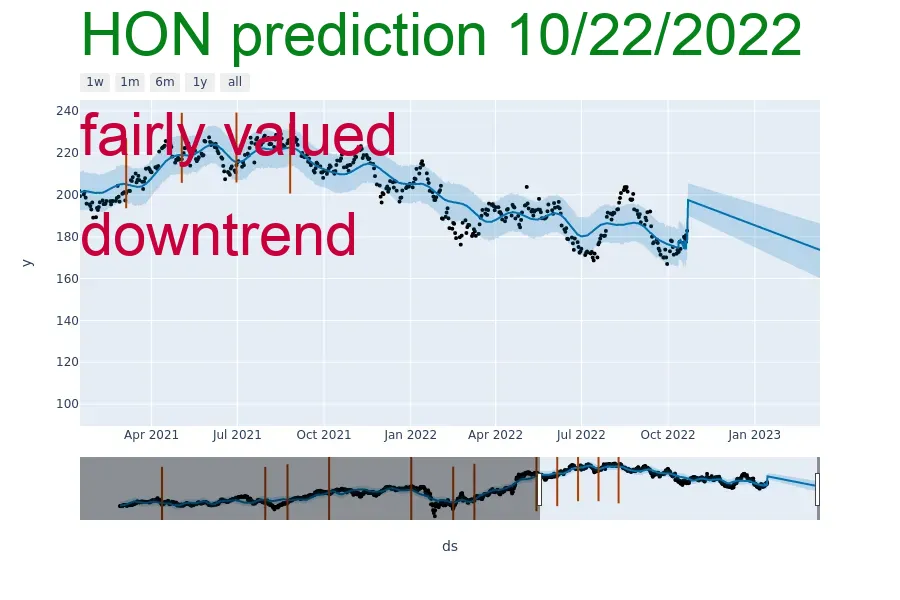 HON prediction 10/22/2022
1w 1m 6m 1y all
240
fairly valued
220
200
downtrend
180
y
160
140
120
100
Apr 2021 Jul 2021 Oct 2021 Jan 2022 Apr 2022 Jul 2022 Oct 2022 Jan 2023
ds